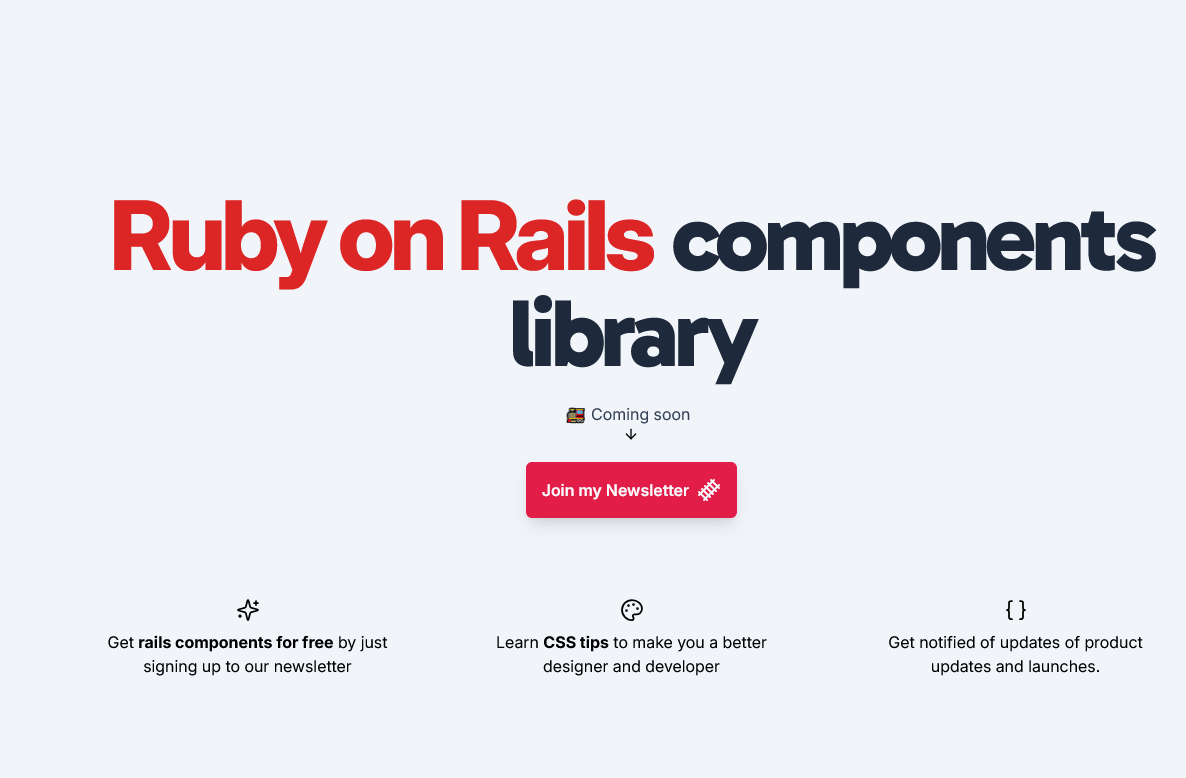 Ruby on Rails components
library
Coming soon
Join my Newsletter
Get rails components for free by just
signing up to our newsletter
Learn CSS tips to make you a better
designer and developer
Get notified of updates of product
updates and launches.